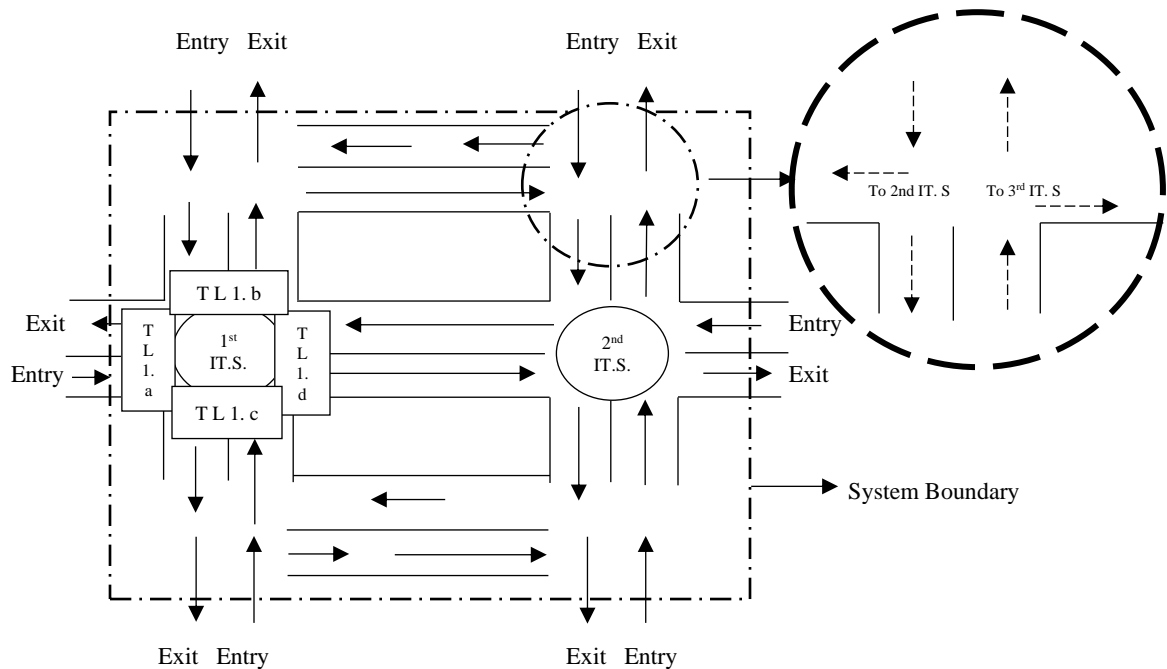 Entry Exit
Entry Exit
To 2nd IT. S
To 3rd IT. S
T L 1. b
Exit
Entry
T
L
1.
a
1st
IT.S.
T
L
1.
d
2nd
IT.S.
Entry
Exit
T L 1. c
System Boundary
Exit Entry
Exit Entry